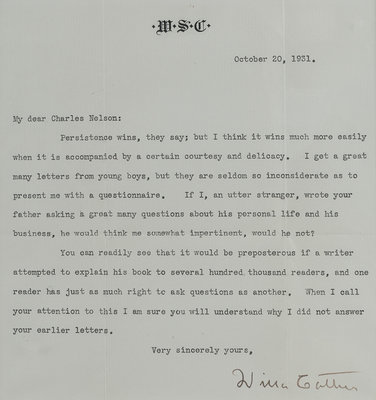 ·W·S·C·
October 20, 1931.
My dear Charles Nelson:
Persistence wins, they say; but I think it wins much more easily
when it is accompanied by a certain courtesy and delicacy. I get a great
many letters from young boys, but they are seldom so inconsiderate as to
present me with a questionnaire. If I, an utter stranger, wrote your
father asking a great many questions about his personal life and his
business, he would think me somewhat impertinent, would he not?
You can readily see that it would be preposterous if a writer
attempted to explain his book to several hundred thousand readers, and one
reader has just as much right to ask questions as another. When I call
your attention to this I am sure you will understand why I did not answer
your earlier letters.
Very sincerely yours,
Willa Cather